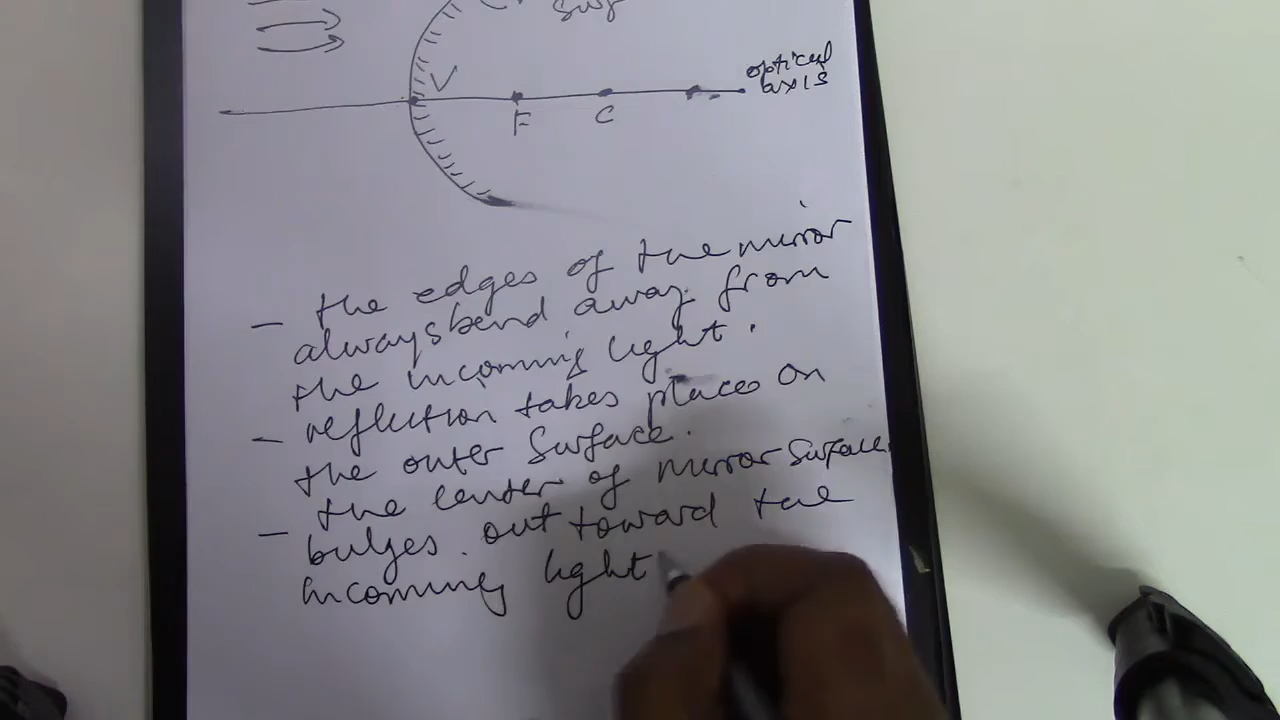 Surf
optical
axis
V
F
C
- the edges of the mirror
always bend away from
the incoming light.
- reflection takes place on
the outer surface.
- the center of mirror surface
bulges out toward the
incoming light